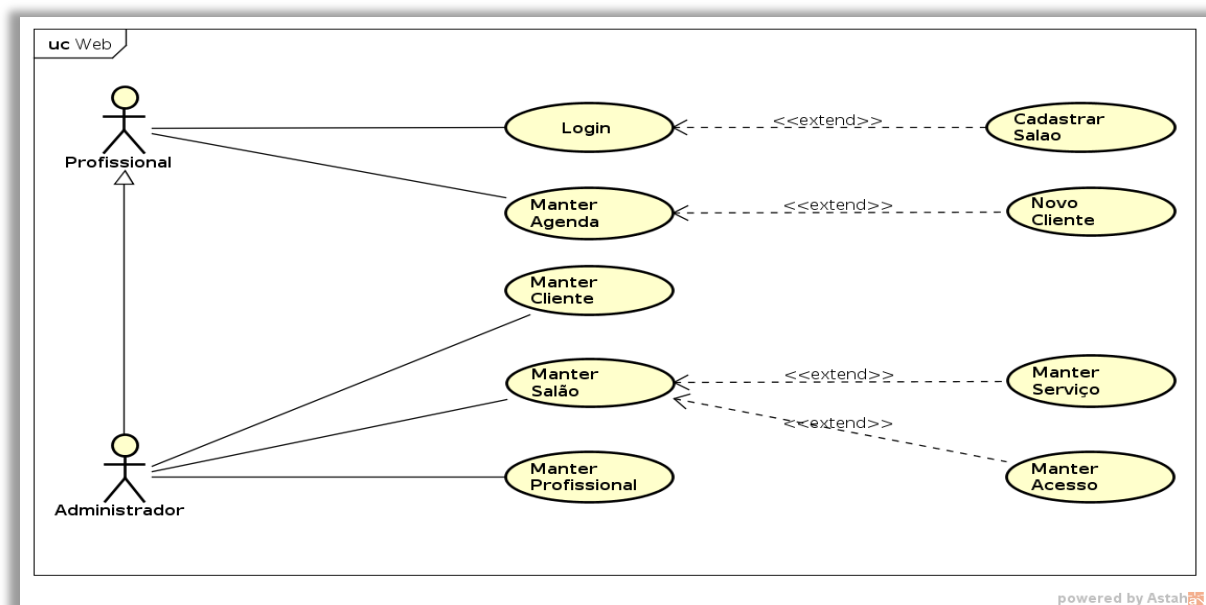 uc Web
Profissional
Login
<<extend>>
Cadastrar
Salao
Manter
Agenda
<<extend>>
Novo
Cliente
Manter
Cliente
Manter
Salão
<<extend>>
Manter
Serviço
<<extend>>
Administrador
Manter
Profissional
Manter
Acesso
powered by Astah